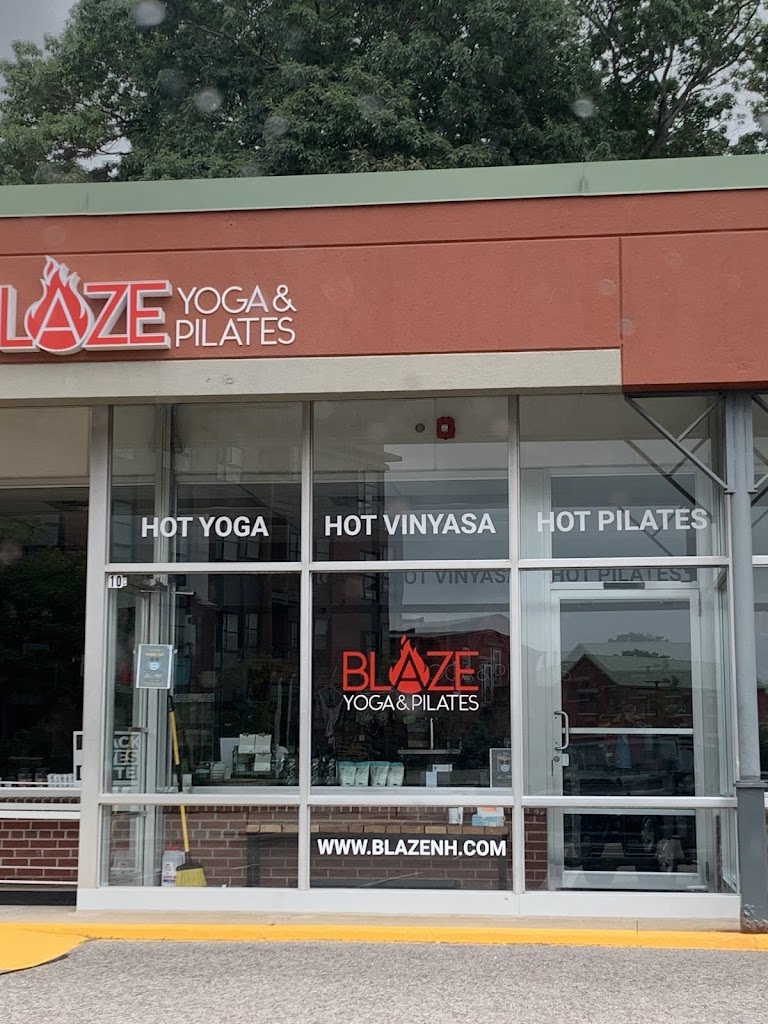 BLAZE YOGA &
PILATES
HOT YOGA
HOT VINYASA
HOT PILATES
OT VINYASA
HOT PILATES
10
BLAZE
YOGA & PILATES
WWW.BLAZENH.COM